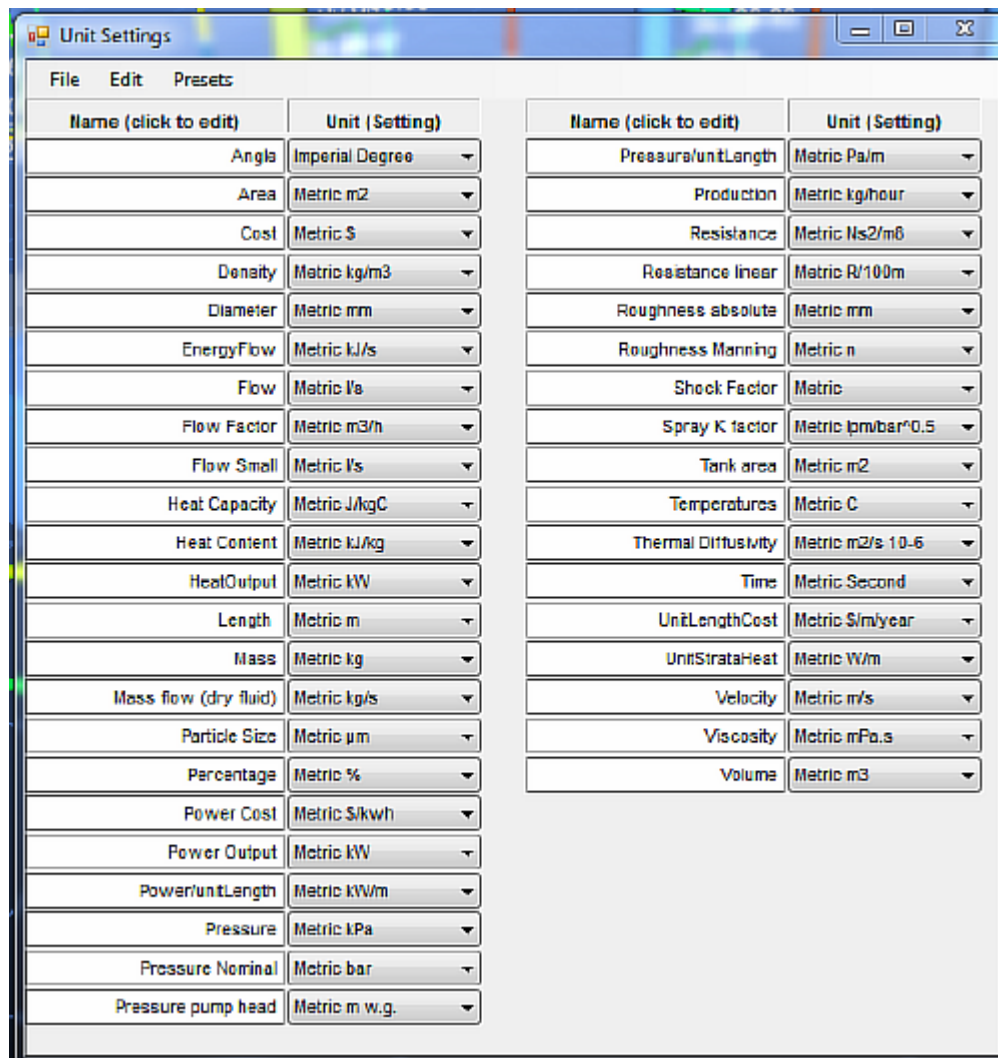 Unit Settings
File Edit Presets
Name (click to edit) Unit (Setting)
Angle Imperial Degree
Area Metric m2
Cost Metric $
Density Metric kg/m3
Diameter Metric mm
EnergyFlow Metric kJ/s
Flow Metric l/s
Flow Factor Metric m3/h
Flow Small Metric l/s
Heat Capacity Metric J/kgC
Heat Content Metric kJ/kg
HeatOutput Metric kW
Length Metric m
Mass Metric kg
Mass flow (dry fluid) Metric kg/s
Particle Size Metric µm
Percentage Metric %
Power Cost Metric $/kwh
Power Output Metric kW
Power/unitLength Metric kW/m
Pressure Metric kPa
Pressure Nominal Metric bar
Pressure pump head Metric m w.g.
Name (click to edit) Unit (Setting)
Pressure/unitLength Metric Pa/m
Production Metric kg/hour
Resistance Metric Ns2/m8
Resistance linear Metric R/100m
Roughness absolute Metric mm
Roughness Manning Metric n
Shock Factor Metric
Spray K factor Metric lpm/bar^0.5
Tank area Metric m2
Temperatures Metric C
Thermal Diffusivity Metric m2/s 10-6
Time Metric Second
UnitLengthCost Metric $/m/year
UnitStrataHeat Metric W/m
Velocity Metric m/s
Viscosity Metric mPa.s
Volume Metric m3